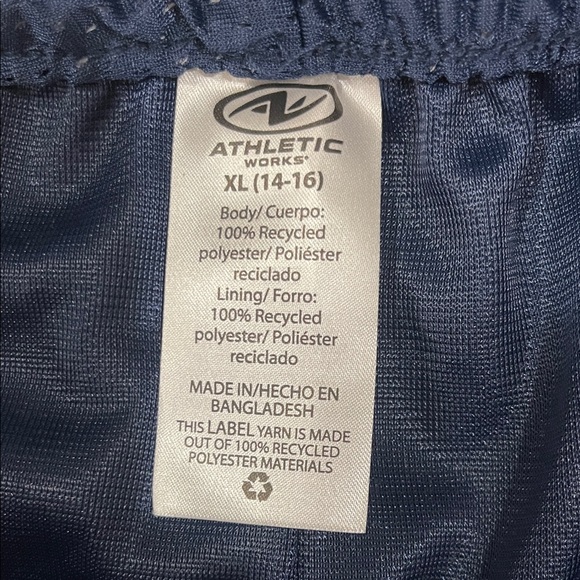 ATHLETIC
WORKS®
XL (14-16)
Body/ Cuerpo:
100% Recycled
polyester/ Poliéster
reciclado
Lining/ Forro:
100% Recycled
polyester/ Poliéster
reciclado
MADE IN/HECHO EN
BANGLADESH
THIS LABEL YARN IS MADE
OUT OF 100% RECYCLED
POLYESTER MATERIALS